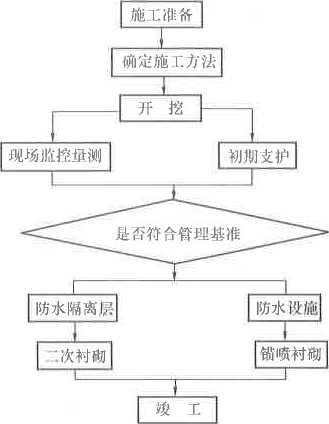 施工准备
确定施工方法
开 挖
现场监控量测
初期支护
是否符合管理基准
防水隔离层
防水设施
二次衬砌
锚喷衬砌
竣 工